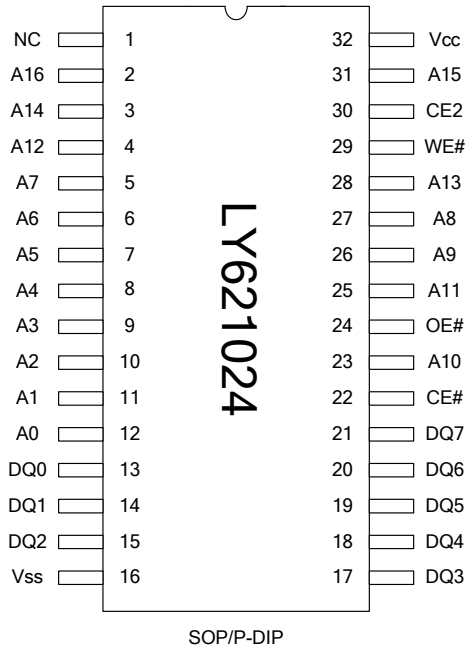 NC 1 32 Vcc
A16 2 31 A15
A14 3 30 CE2
A12 4 29 WE#
A7 5 28 A13
A6 6 27 A8
A5 7 26 A9
A4 8 25 A11
A3 9 24 OE#
A2 10 23 A10
A1 11 22 CE#
A0 12 21 DQ7
DQ0 13 20 DQ6
DQ1 14 19 DQ5
DQ2 15 18 DQ4
Vss 16 17 DQ3
LY621024
SOP/P-DIP